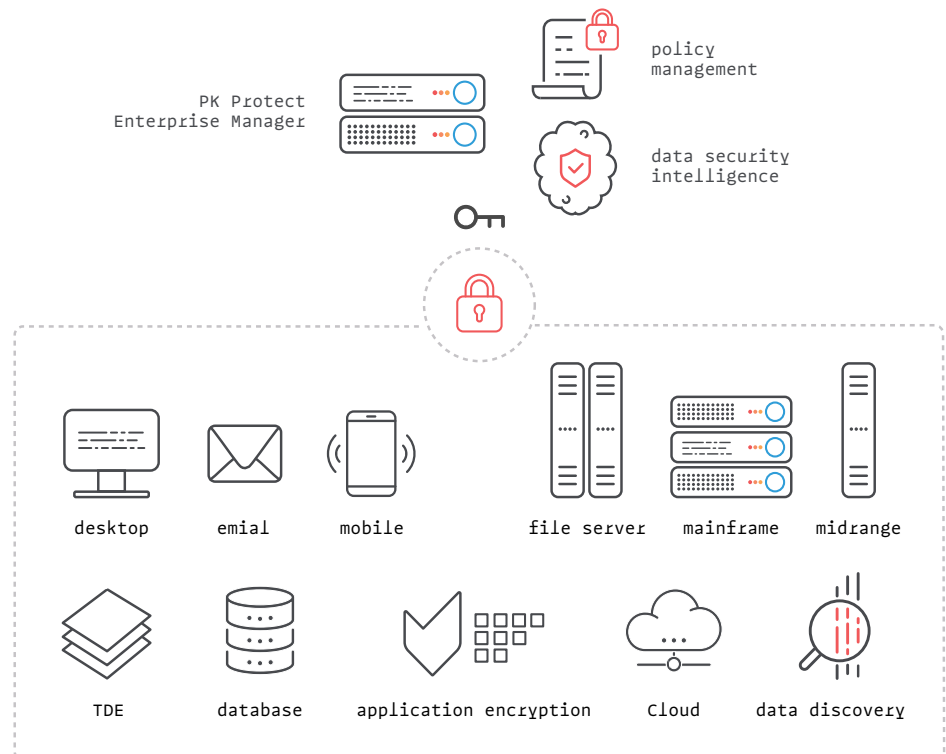 policy
management
PK Protect
Enterprise Manager
data security
intelligence
desktop
emial
mobile
file server
mainframe
midrange
TDE
database
application encryption
Cloud
data discovery